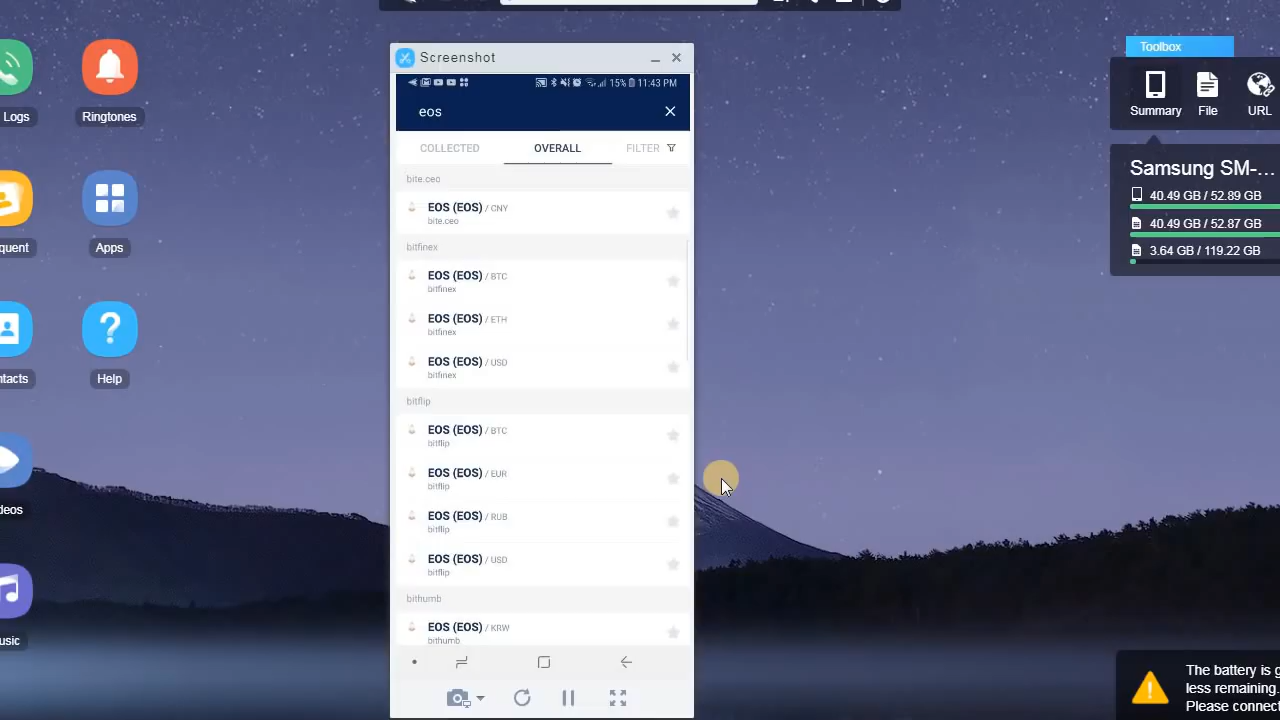 Logs
Ringtones
quent
Apps
ntacts
Help
deos
usic
Screenshot
15% 11:43 PM
eos
COLLECTED
OVERALL
FILTER
bite.ceo
EOS (EOS) / CNY
bite.ceo
bitfinex
EOS (EOS) / BTC
bitfinex
EOS (EOS) / ETH
bitfinex
EOS (EOS) / USD
bitfinex
bitflip
EOS (EOS) / BTC
bitflip
EOS (EOS) / EUR
bitflip
EOS (EOS) / RUB
bitflip
EOS (EOS) / USD
bitflip
bithumb
EOS (EOS) / KRW
bithumb
Toolbox
Summary
File
URL
Samsung SM-...
40.49 GB / 52.89 GB
40.49 GB / 52.87 GB
3.64 GB / 119.22 GB
The battery is g
less remaining.
Please connect